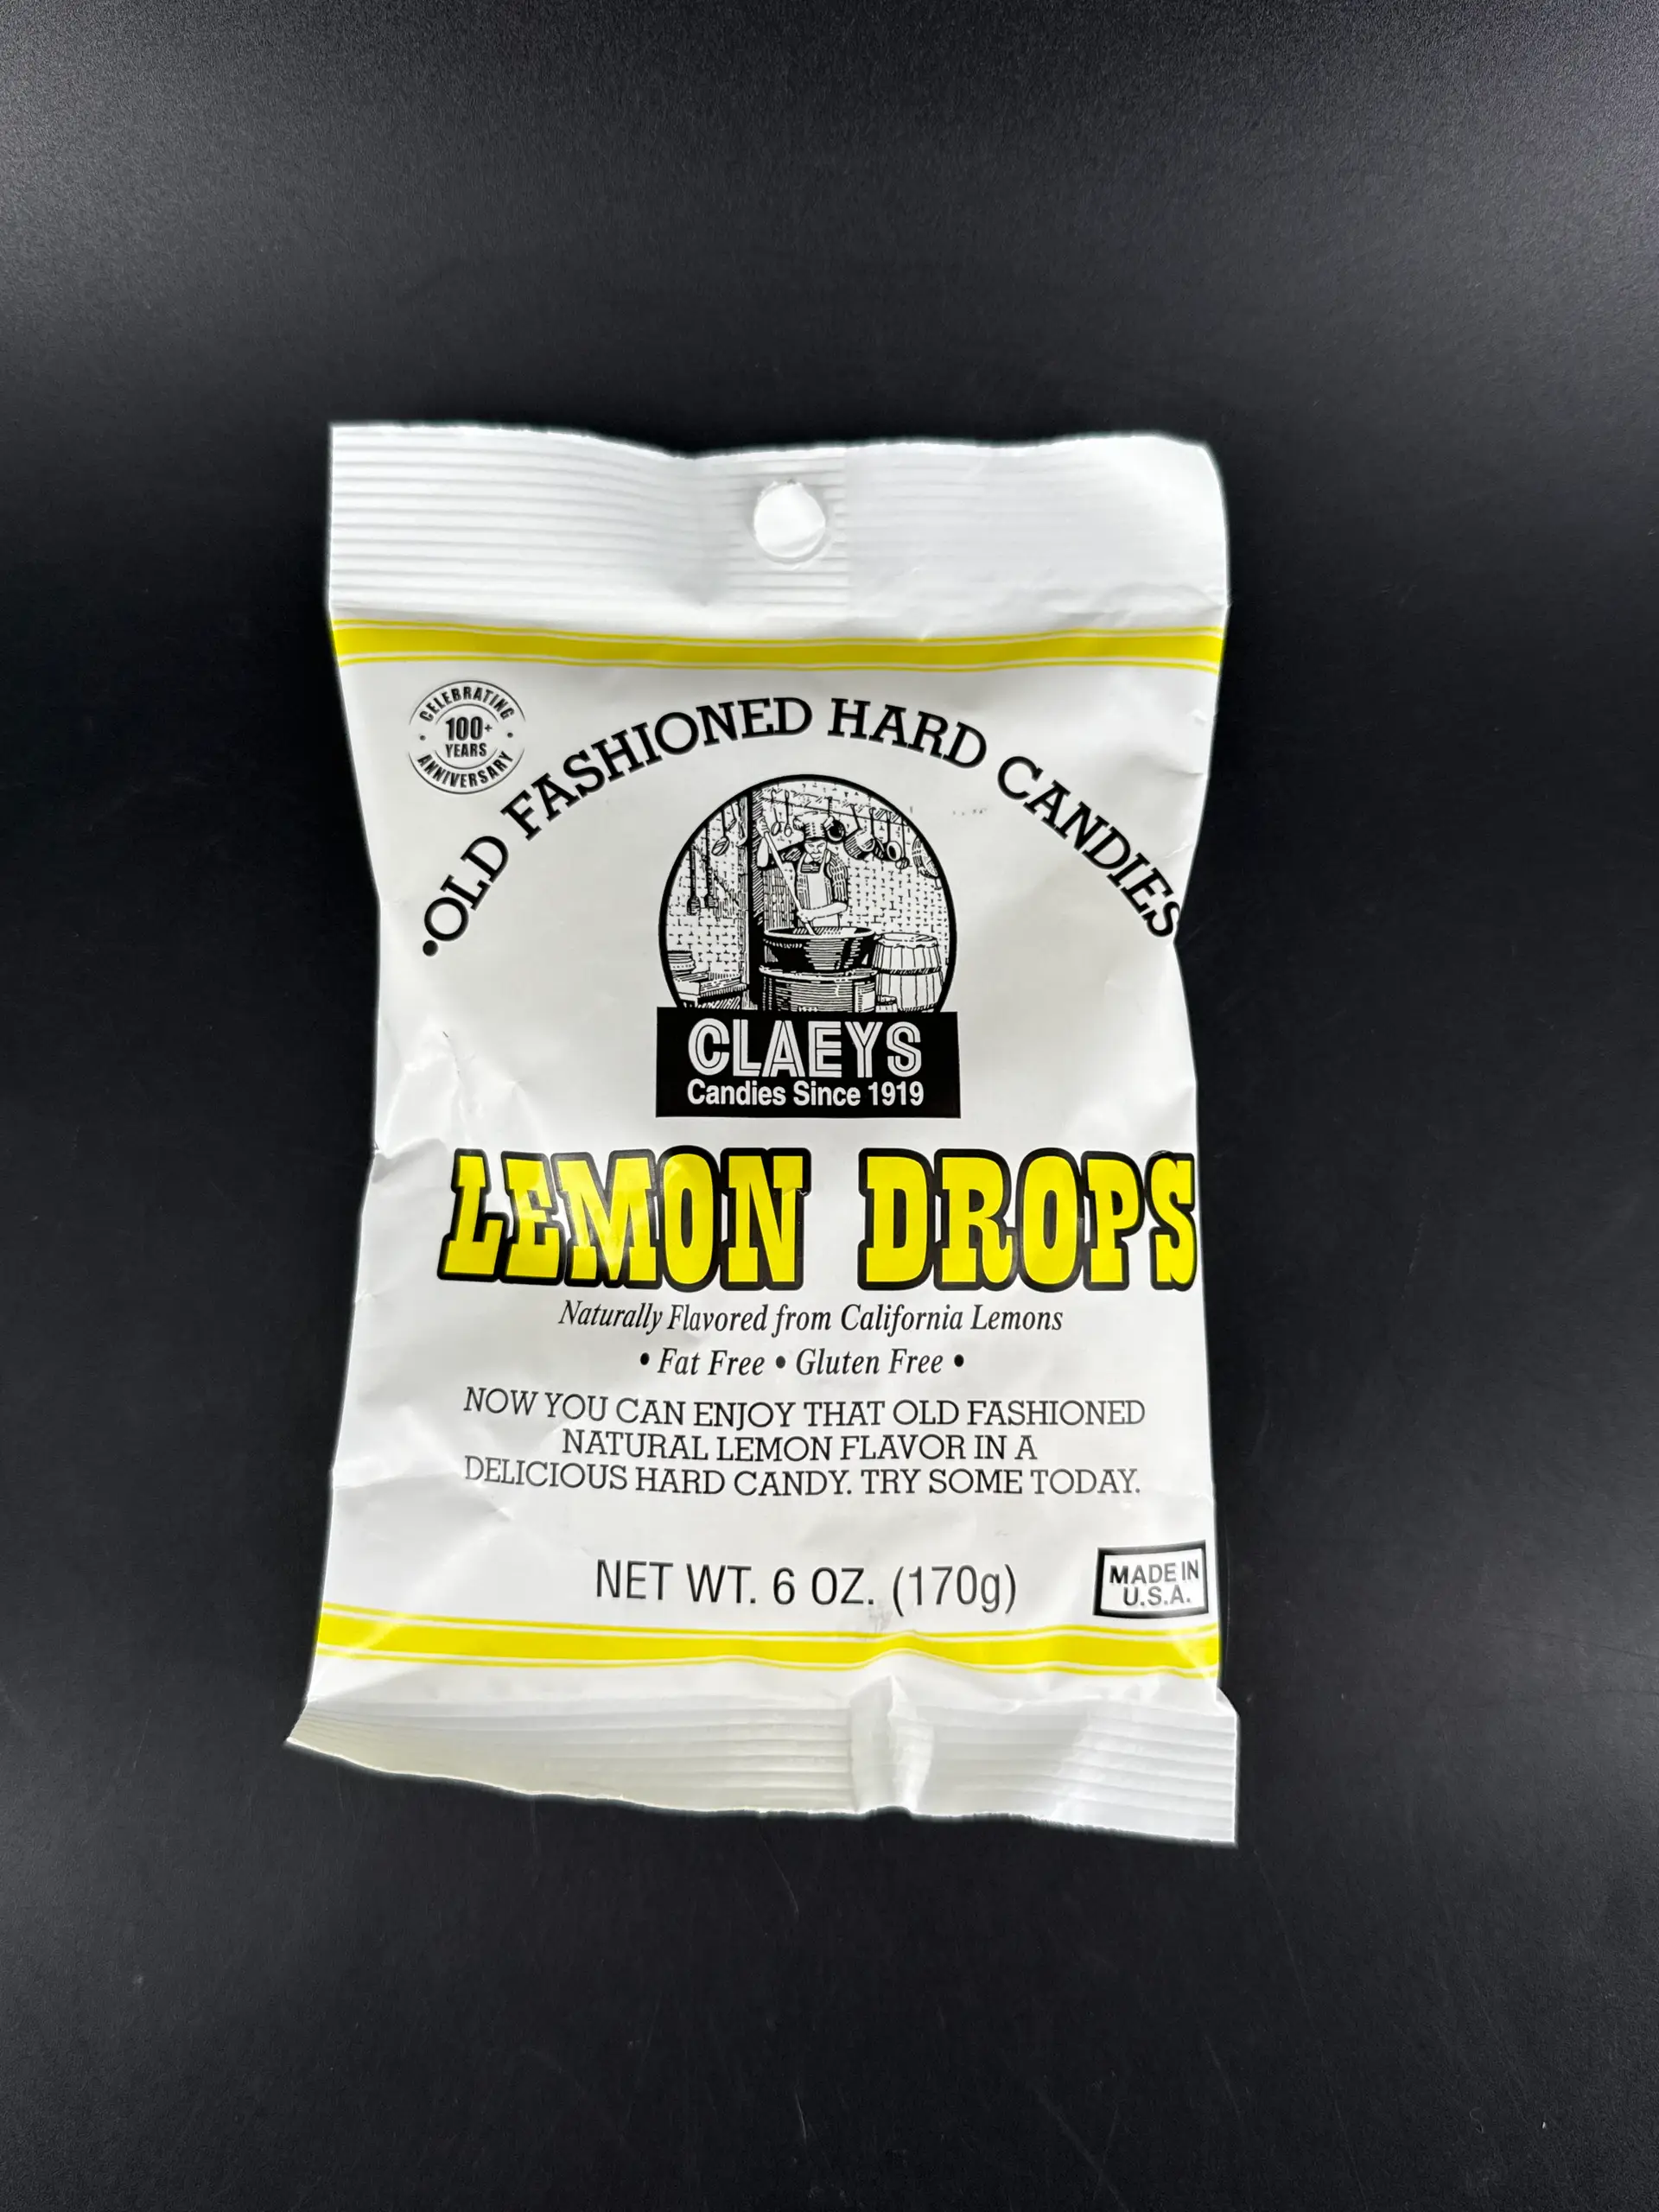 CELEBRATING
100+
YEARS
ANNIVERSARY
•OLD FASHIONED HARD CANDIES
CLAEYS
Candies Since 1919
LEMON DROPS
Naturally Flavored from California Lemons
• Fat Free • Gluten Free •
NOW YOU CAN ENJOY THAT OLD FASHIONED
NATURAL LEMON FLAVOR IN A
DELICIOUS HARD CANDY. TRY SOME TODAY.
NET WT. 6 OZ. (170g)
MADE IN
U.S.A.